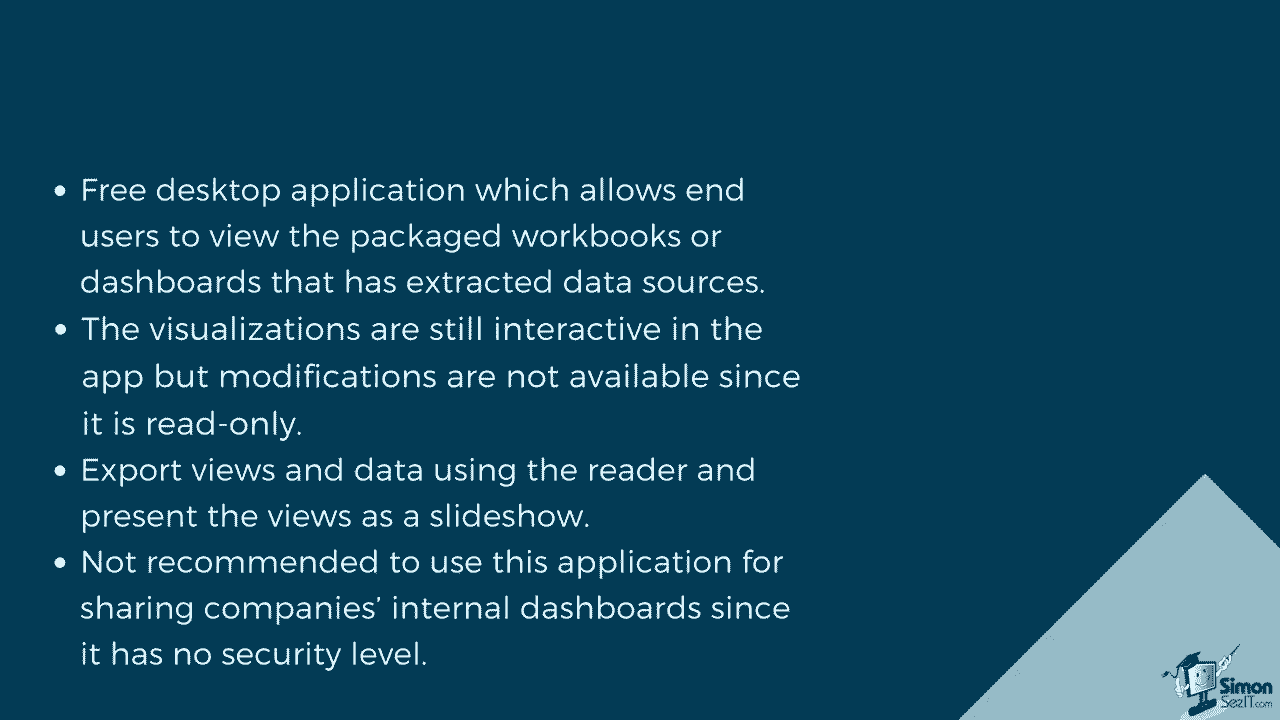 • Free desktop application which allows end
users to view the packaged workbooks or
dashboards that has extracted data sources.
• The visualizations are still interactive in the
app but modifications are not available since
it is read-only.
• Export views and data using the reader and
present the views as a slideshow.
• Not recommended to use this application for
sharing companies’ internal dashboards since
it has no security level.
Simon
SezIT.com